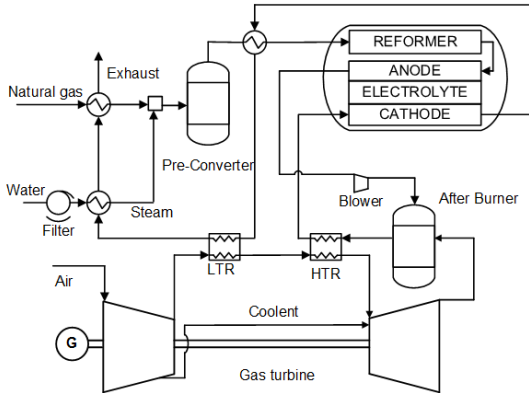 REFORMER
Exhaust
ANODE
Natural gas
ELECTROLYTE
CATHODE
Pre-Converter
Water
Blower
After Burner
Steam
Filter
LTR
HTR
Air
Coolent
G
Gas turbine